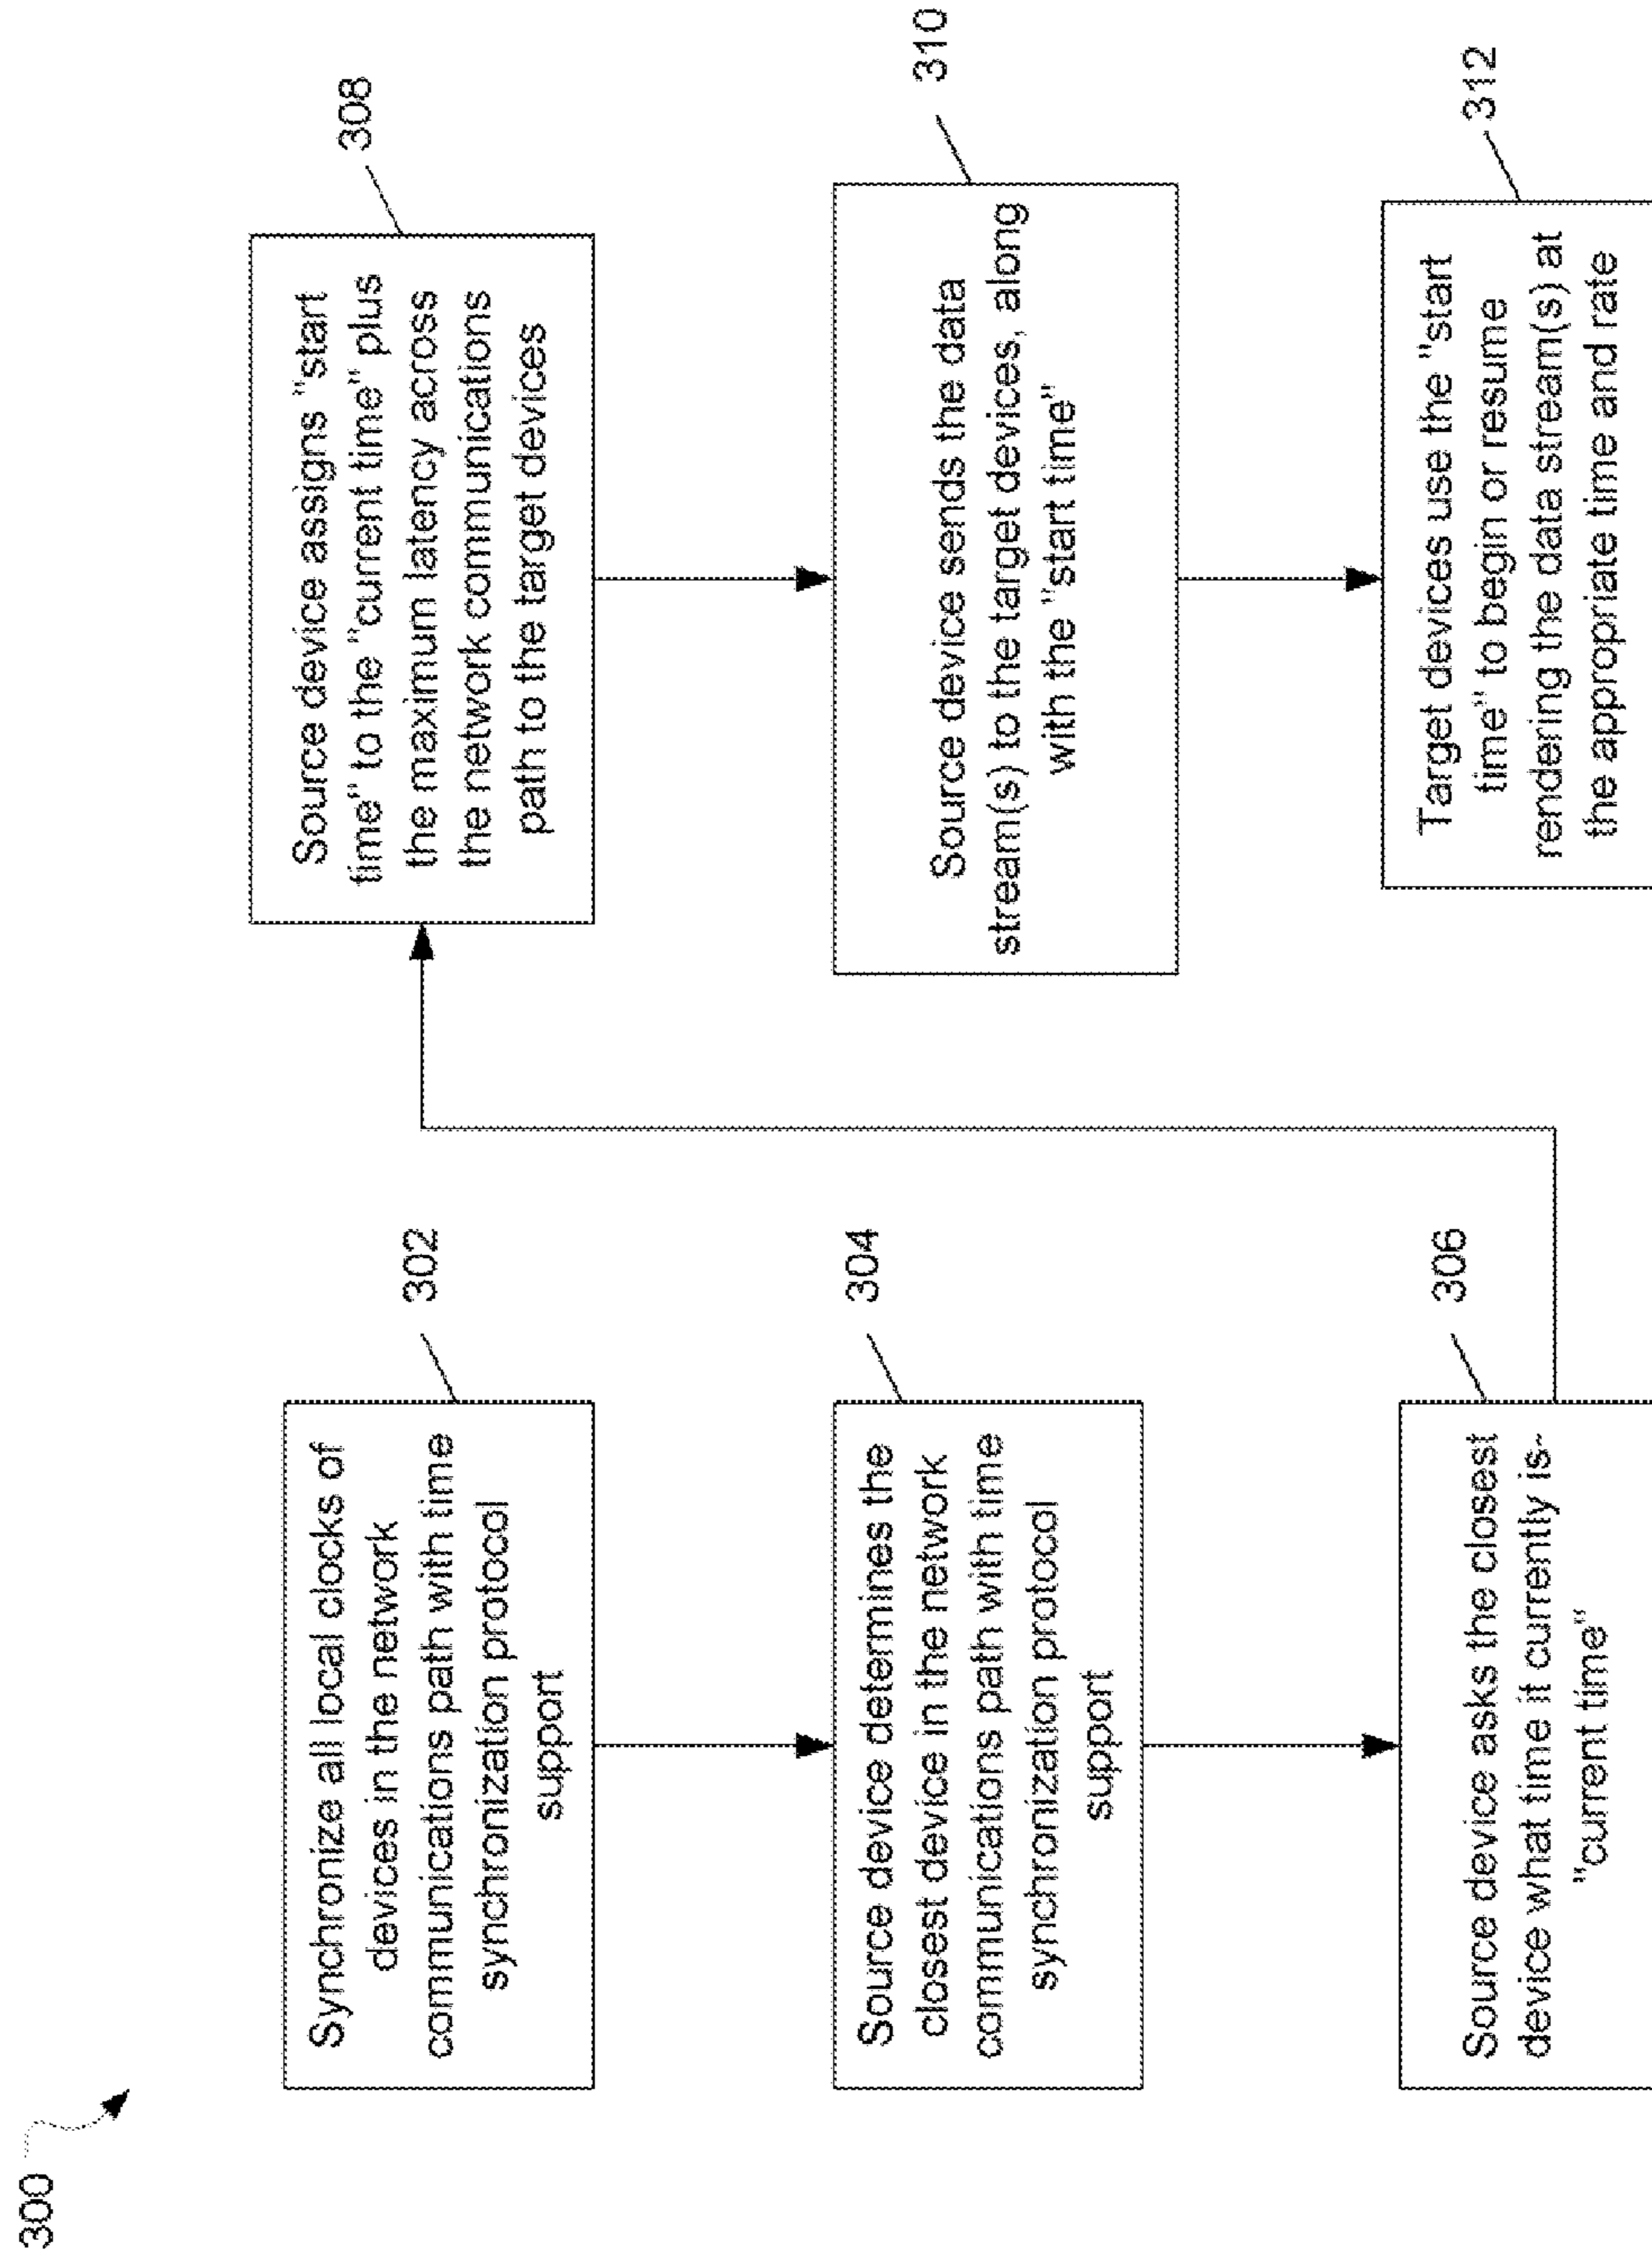 300
Synchronize all local clocks of
devices in the network
communications path with time
synchronization protocol
support
302
Source device determines the
closest device in the network
communications path with time
synchronization protocol
support
304
Source device asks the closest
device what time it currently is-
"current time"
306
Source device assigns "start
time" to the "current time" plus
the maximum latency across
the network communications
path to the target devices
308
Source device sends the data
stream(s) to the target devices, along
with the "start time"
310
Target devices use the "start
time" to begin or resume
rendering the data stream(s) at
the appropriate time and rate
312